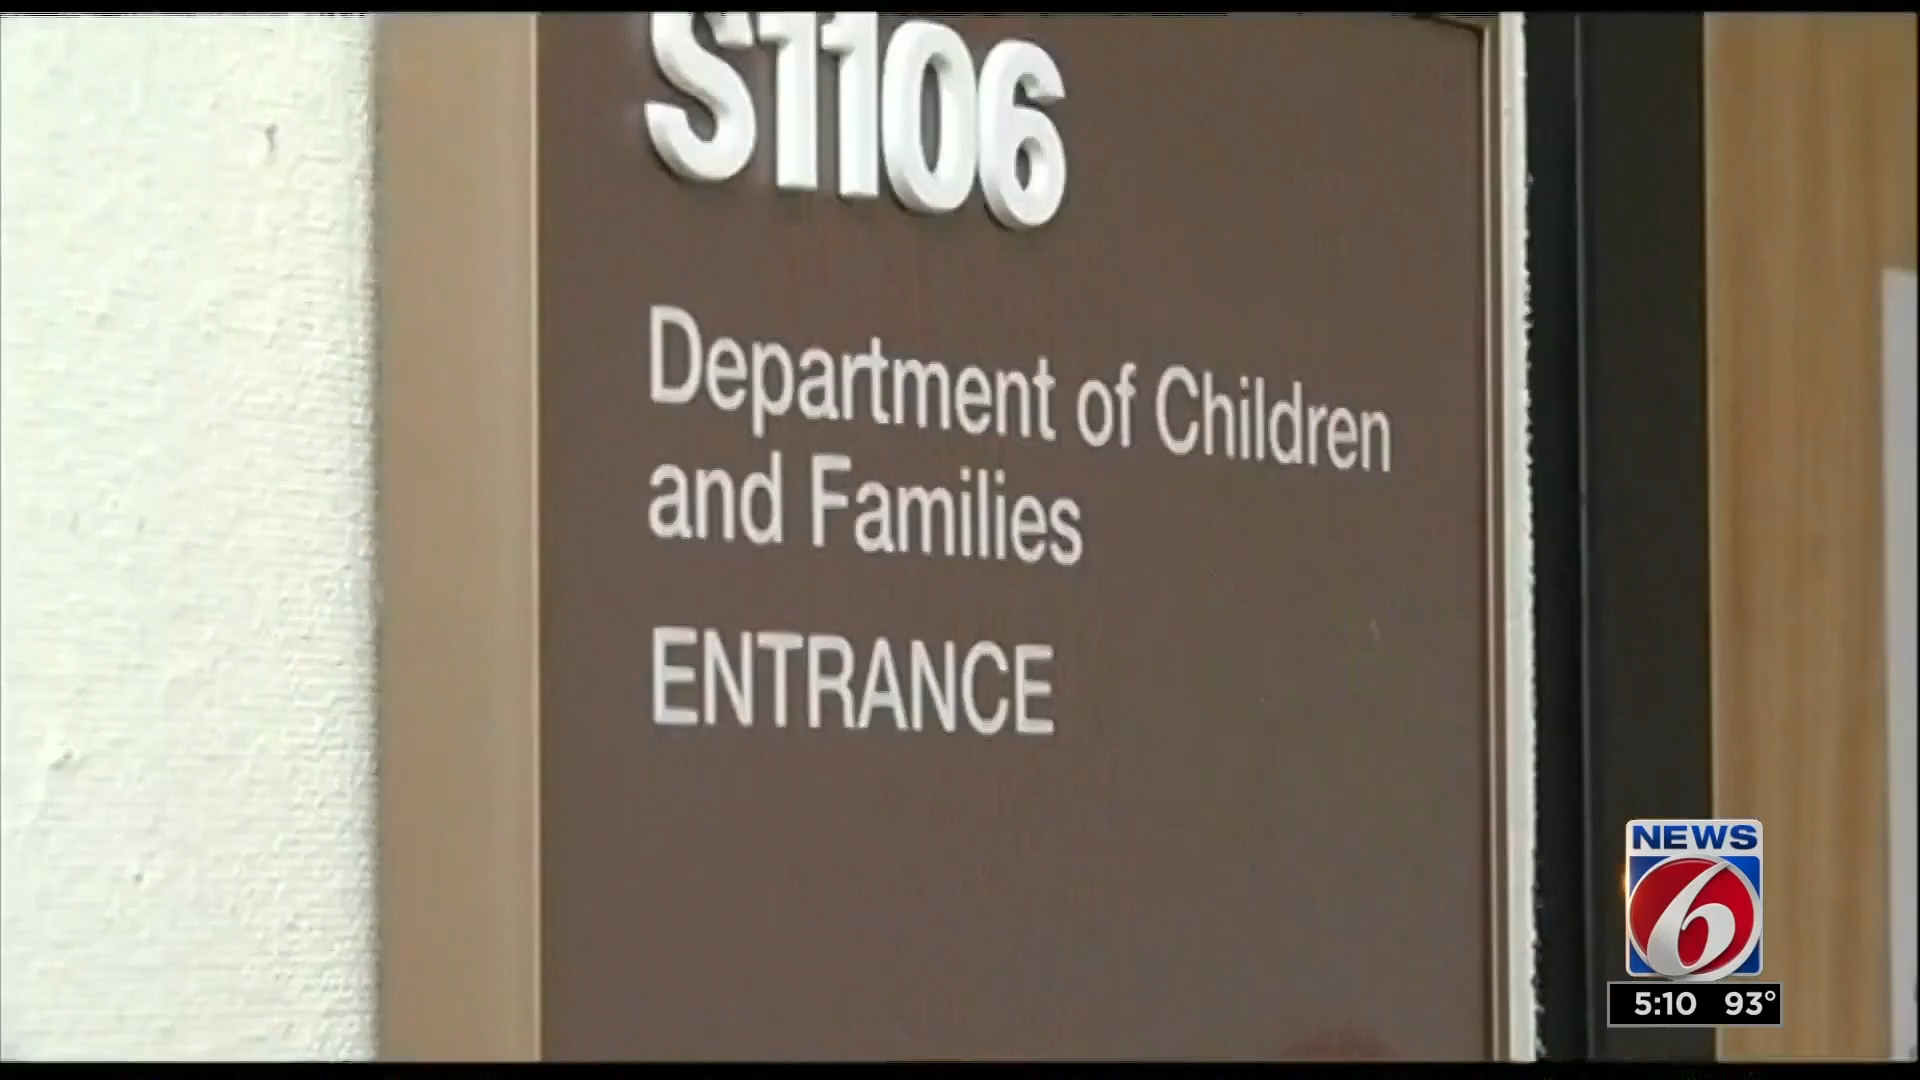 S1106
Department of Children
and Families
ENTRANCE
NEWS
6
5:10 93°